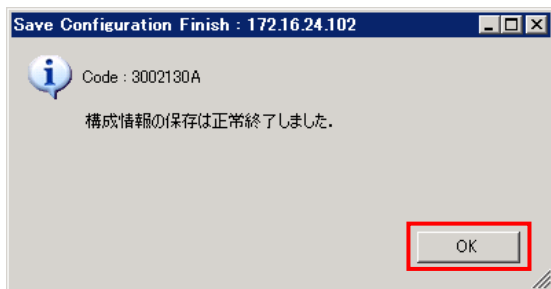 Save Configuration Finish : 172.16.24.102
Code : 3002130A
構成情報の保存は正常終了しました.
OK